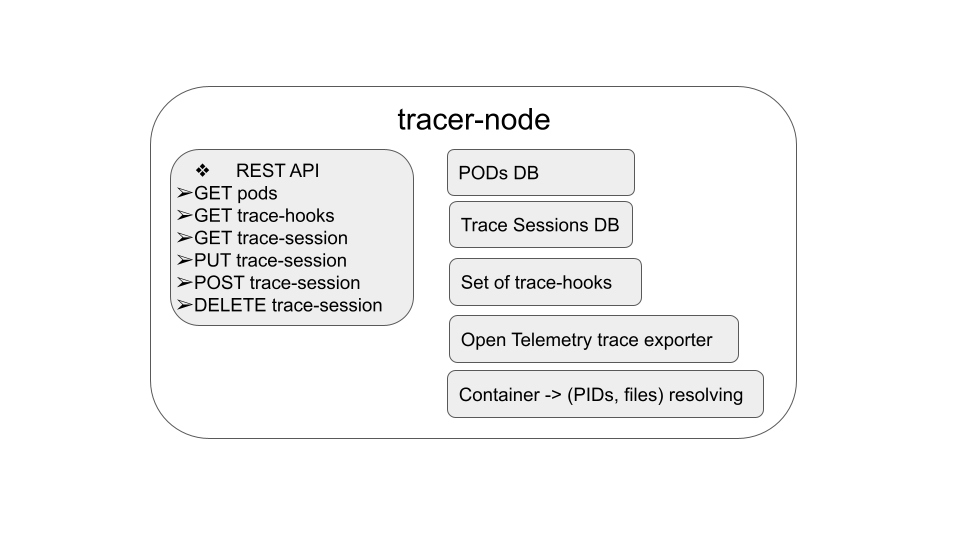 tracer-node
❖ REST API
➢GET pods
➢GET trace-hooks
➢GET trace-session
➢PUT trace-session
➢POST trace-session
➢DELETE trace-session
PODs DB
Trace Sessions DB
Set of trace-hooks
Open Telemetry trace exporter
Container -> (PIDs, files) resolving